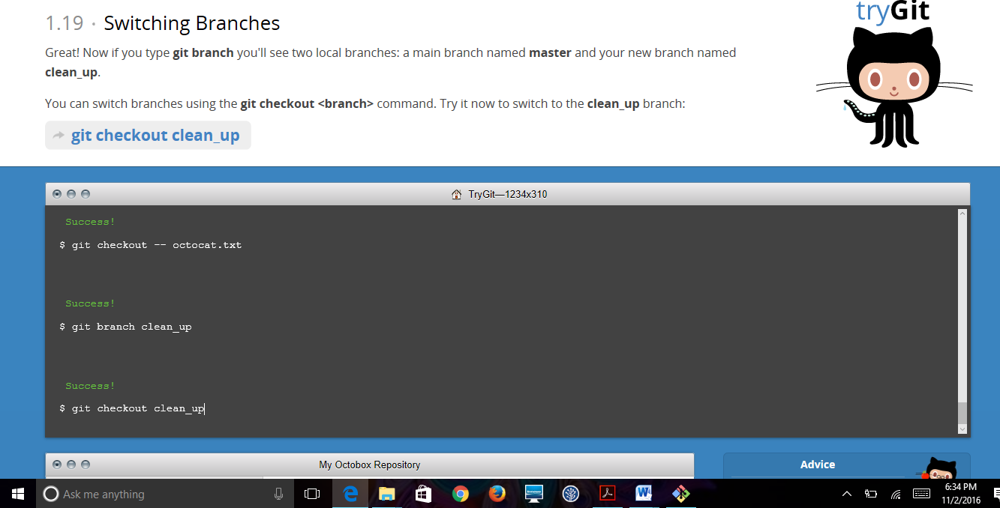 tryGit
1.19 · Switching Branches
Great! Now if you type git branch you'll see two local branches: a main branch named master and your new branch named
clean_up.
You can switch branches using the git checkout <branch> command. Try it now to switch to the clean_up branch:
git checkout clean_up
TryGit—1234x310
Success!
$ git checkout -- octocat.txt
Success!
$ git branch clean_up
Success!
$ git checkout clean_up
My Octobox Repository
Advice
Ask me anything
6:34 PM
11/2/2016